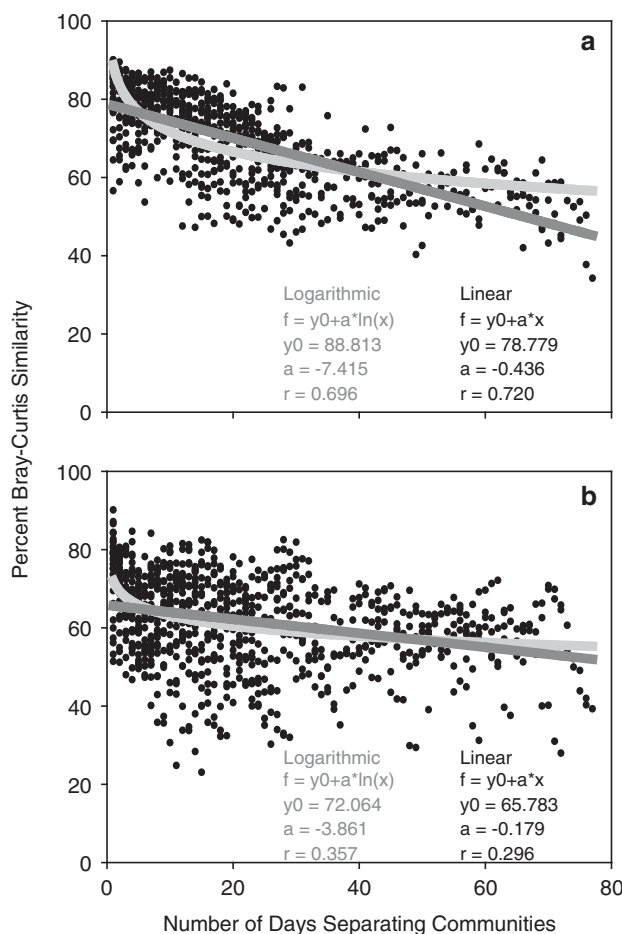 Percent Bray-Curtis Similarity
100
80
60
40
20
0
a
Logarithmic
f = y0+a*ln(x)
y0 = 88.813
a = -7.415
r = 0.696
Linear
f = y0+a*x
y0 = 78.779
a = -0.436
r = 0.720
100
80
60
40
20
0
b
Logarithmic
f = y0+a*ln(x)
y0 = 72.064
a = -3.861
r = 0.357
Linear
f = y0+a*x
y0 = 65.783
a = -0.179
r = 0.296
0 20 40 60 80
Number of Days Separating Communities